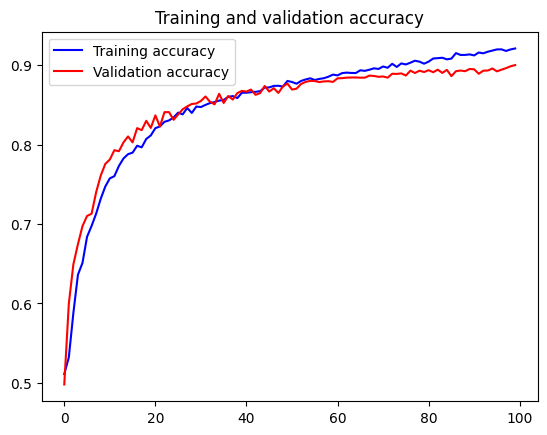 Training and validation accuracy
Training accuracy
Validation accuracy
0.9
0.8
0.7
0.6
0.5
0 20 40 60 80 100